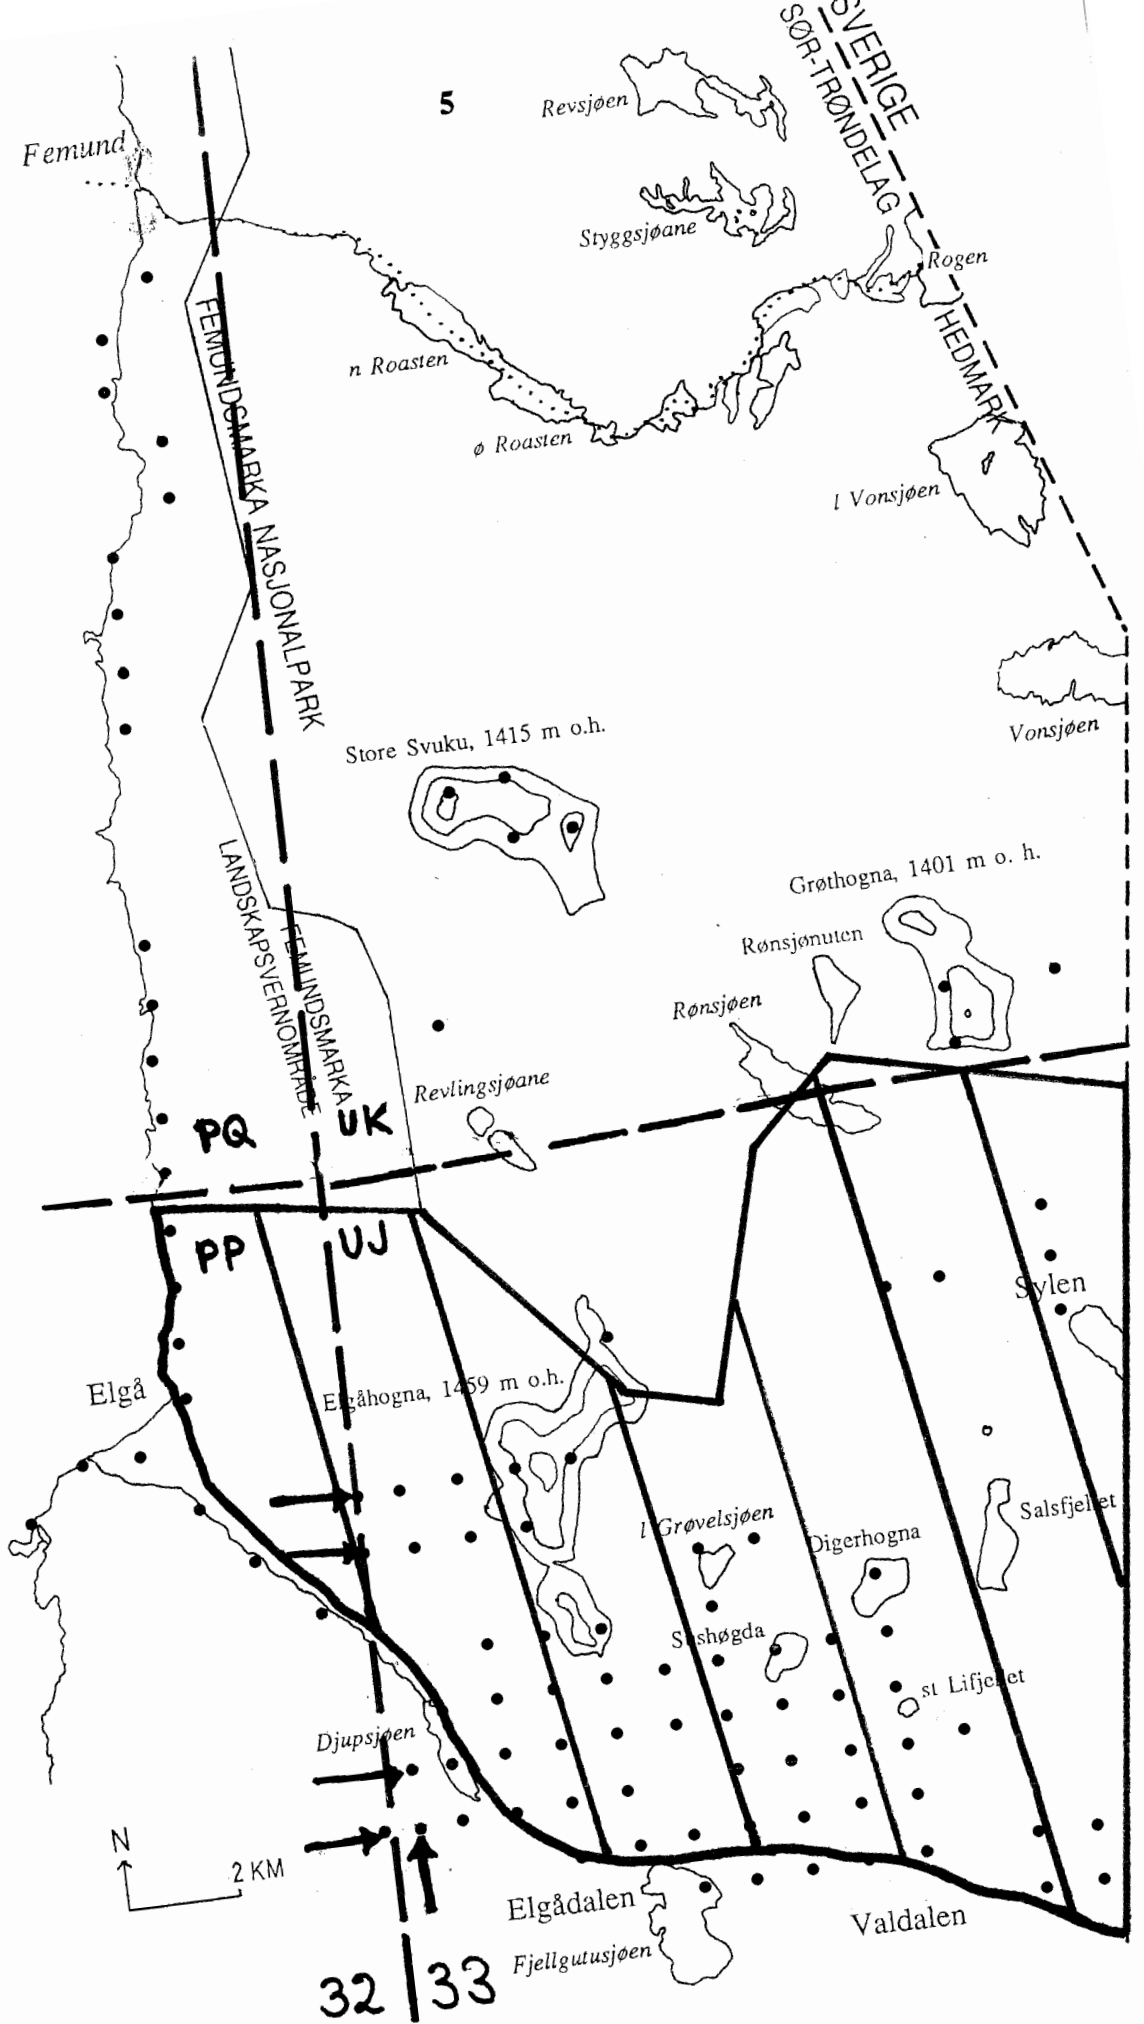 SVERIGE
SØR-TRØNDELAG
5
Revsjøen
Femund
Styggsjøane
Rogen
HEDMARK
FEMUNDSMARKA NASJONALPARK
n Roasten
ø Roasten
l Vonsjøen
Vonsjøen
Store Svuku, 1415 m o.h.
Grøthogna, 1401 m o. h.
LANDSKAPSVERNOMRÅDE
FEMUNDSMARKA
Rønsjønuten
Rønsjøen
Revlingsjøane
PQ
UK
PP
UJ
Sylen
Elgå
Elgåhogna, 1459 m o.h.
l Grøvelsjøen
Digerhogna
Salsfjellet
Sushøgda
st Lifjellet
Djupsjøen
N
2 KM
Elgådalen
Valdalen
Fjellgutusjøen
32
33